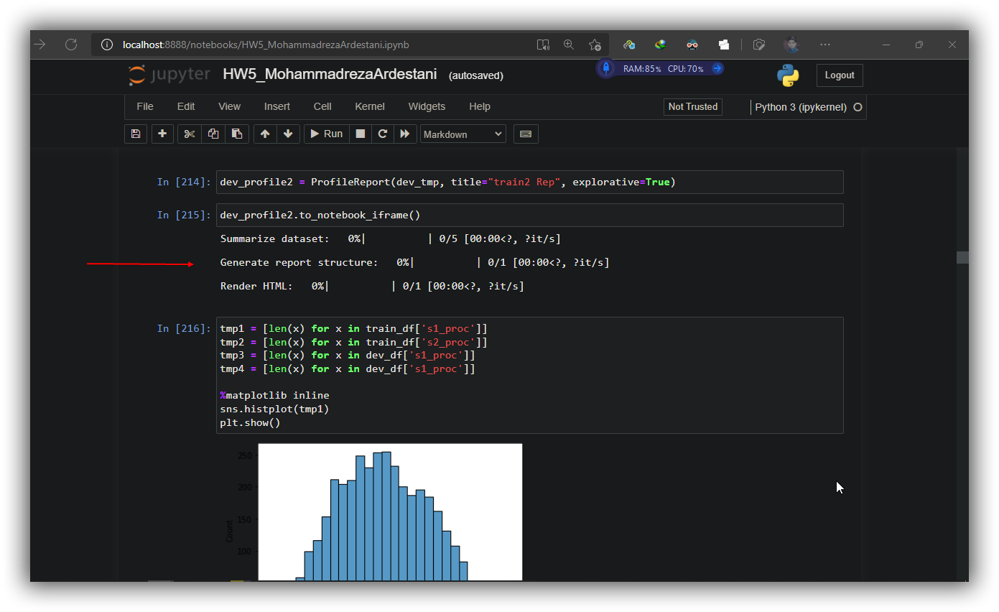 localhost:8888/notebooks/HW5_MohammadrezaArdestani.ipynb
jupyter HW5_MohammadrezaArdestani (autosaved)
RAM:85% CPU:70%
Logout
File Edit View Insert Cell Kernel Widgets Help
Not Trusted
Python 3 (ipykernel)
Run
Markdown
In [214]: dev_profile2 = ProfileReport(dev_tmp, title="train2 Rep", explorative=True)
In [215]: dev_profile2.to_notebook_iframe()
Summarize dataset:   0%|          | 0/5 [00:00<?, ?it/s]
Generate report structure:   0%|          | 0/1 [00:00<?, ?it/s]
Render HTML:   0%|          | 0/1 [00:00<?, ?it/s]
In [216]: tmp1 = [len(x) for x in train_df['s1_proc']]
tmp2 = [len(x) for x in train_df['s2_proc']]
tmp3 = [len(x) for x in dev_df['s1_proc']]
tmp4 = [len(x) for x in dev_df['s1_proc']]
%matplotlib inline
sns.histplot(tmp1)
plt.show()
250
200
150
100
Count